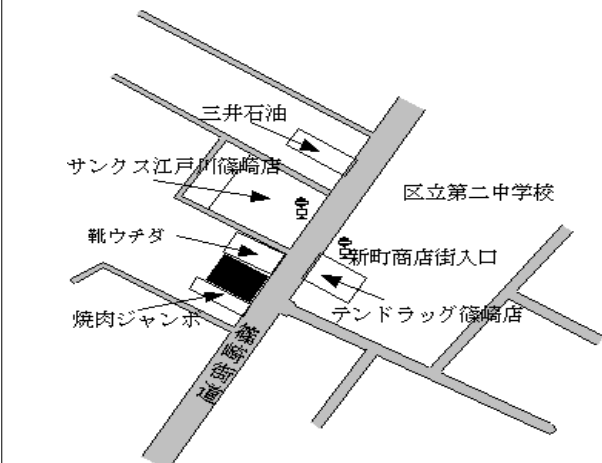 三井石油
サンクス江戸川篠崎店
区立第二中学校
靴ウチダ
新町商店街入口
焼肉ジャンボ
テンドラッグ篠崎店
篠崎街道